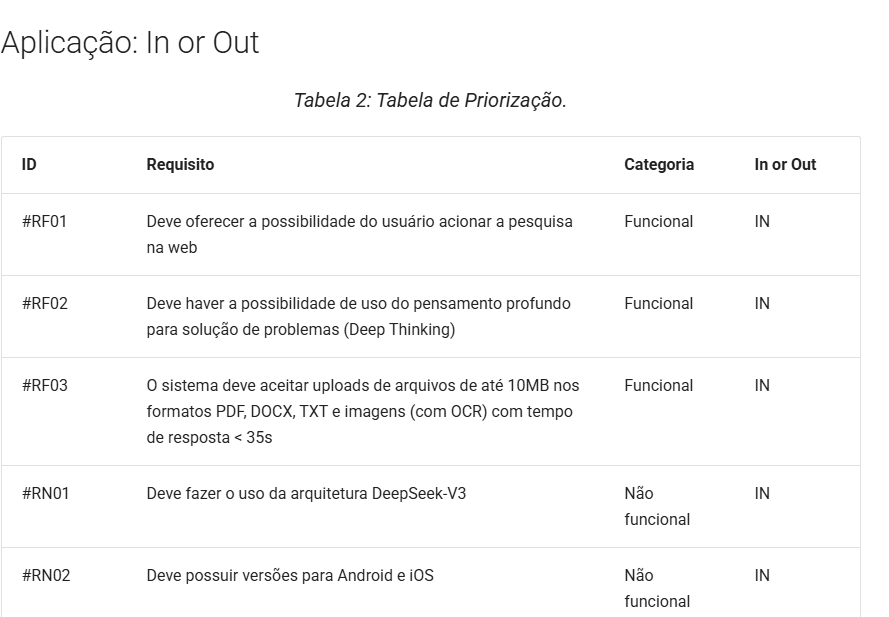 Aplicação: In or Out
Tabela 2: Tabela de Priorização.
ID Requisito Categoria In or Out
#RF01 Deve oferecer a possibilidade do usuário acionar a pesquisa Funcional IN
na web
#RF02 Deve haver a possibilidade de uso do pensamento profundo Funcional IN
para solução de problemas (Deep Thinking)
#RF03 O sistema deve aceitar uploads de arquivos de até 10MB nos Funcional IN
formatos PDF, DOCX, TXT e imagens (com OCR) com tempo
de resposta < 35s
#RN01 Deve fazer o uso da arquitetura DeepSeek-V3 Não IN
funcional
#RN02 Deve possuir versões para Android e iOS Não IN
funcional